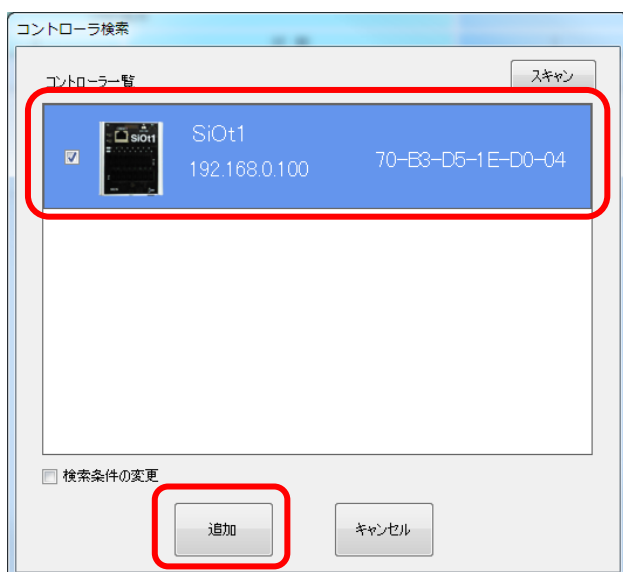 コントローラ検索
コントローラ一覧
スキャン
SiOt1
SiOt1
192.168.0.100
70-B3-D5-1E-D0-04
検索条件の変更
追加
キャンセル